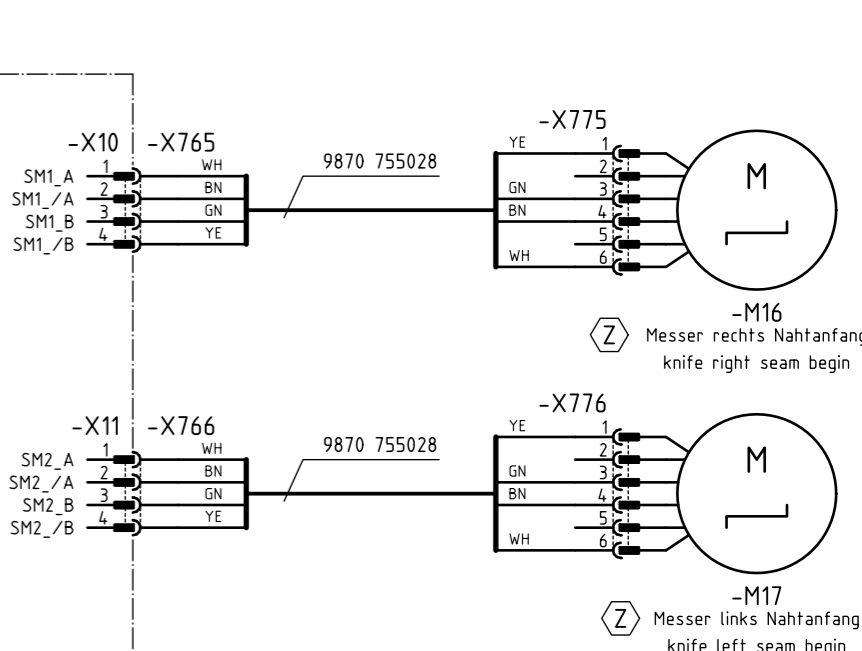 -X10 -X765
SM1_A 1 WH
SM1_/A 2 BN
SM1_B 3 GN
SM1_/B 4 YE
9870 755028
-X775
YE 1
2
GN 3
BN 4
5
WH 6
M
-M16
Z Messer rechts Nahtanfang
knife right seam begin
-X11 -X766
SM2_A 1 WH
SM2_/A 2 BN
SM2_B 3 GN
SM2_/B 4 YE
9870 755028
-X776
YE 1
2
GN 3
BN 4
5
WH 6
M
-M17
Z Messer links Nahtanfang
knife left seam begin